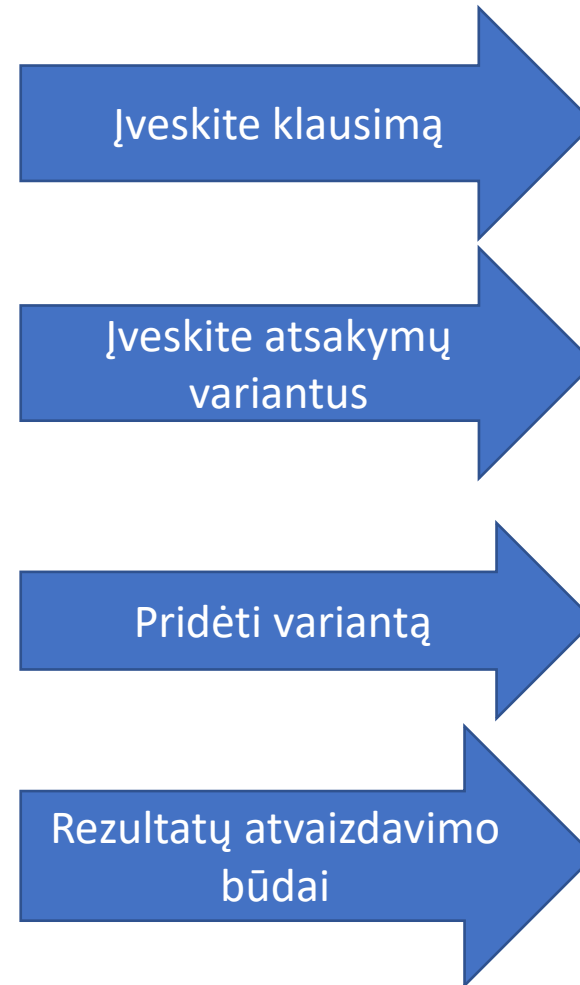 Įveskite klausimą
Įveskite atsakymų
variantus
Pridėti variantą
Rezultatų atvaizdavimo
būdai